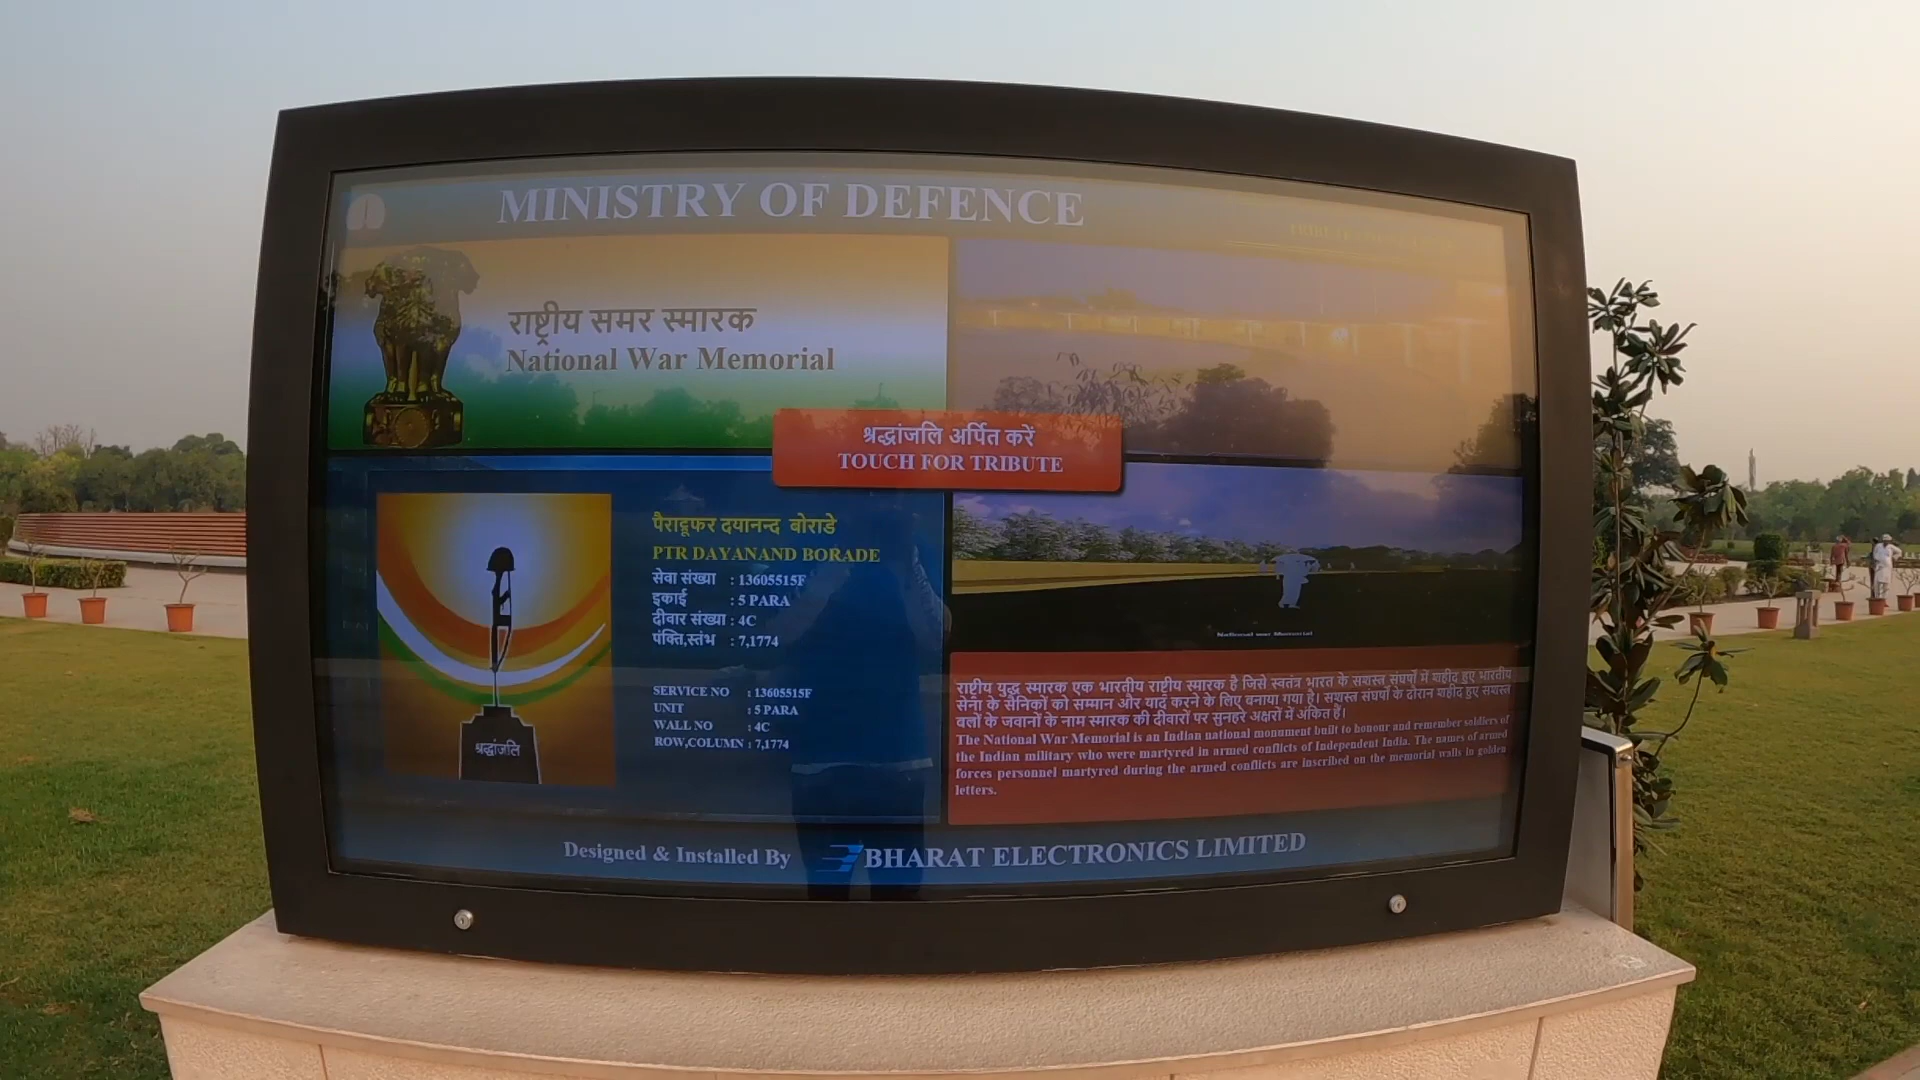 MINISTRY OF DEFENCE
राष्ट्रीय समर स्मारक
National War Memorial
श्रद्धांजलि अर्पित करें
TOUCH FOR TRIBUTE
पैराट्रूफर दयानन्द बोराडे
PTR DAYANAND BORADE
सेवा संख्या : 13605515F
इकाई : 5 PARA
दीवार संख्या : 4C
पंक्ति,स्तंभ : 7,1774
SERVICE NO : 13605515F
UNIT : 5 PARA
WALL NO : 4C
ROW,COLUMN : 7,1774
श्रद्धांजलि
National war Memorial
राष्ट्रीय युद्ध स्मारक एक भारतीय राष्ट्रीय स्मारक है जिसे स्वतंत्र भारत के सशस्त्र संघर्षों में शहीद हुए भारतीय
सेना के सैनिकों को सम्मान और याद करने के लिए बनाया गया है। सशस्त्र संघर्षों के दौरान शहीद हुए सशस्त्र
बलों के जवानों के नाम स्मारक की दीवारों पर सुनहरे अक्षरों में अंकित हैं।
The National War Memorial is an Indian national monument built to honour and remember soldiers of
the Indian military who were martyred in armed conflicts of Independent India. The names of armed
forces personnel martyred during the armed conflicts are inscribed on the memorial walls in golden
letters.
Designed & Installed By BHARAT ELECTRONICS LIMITED